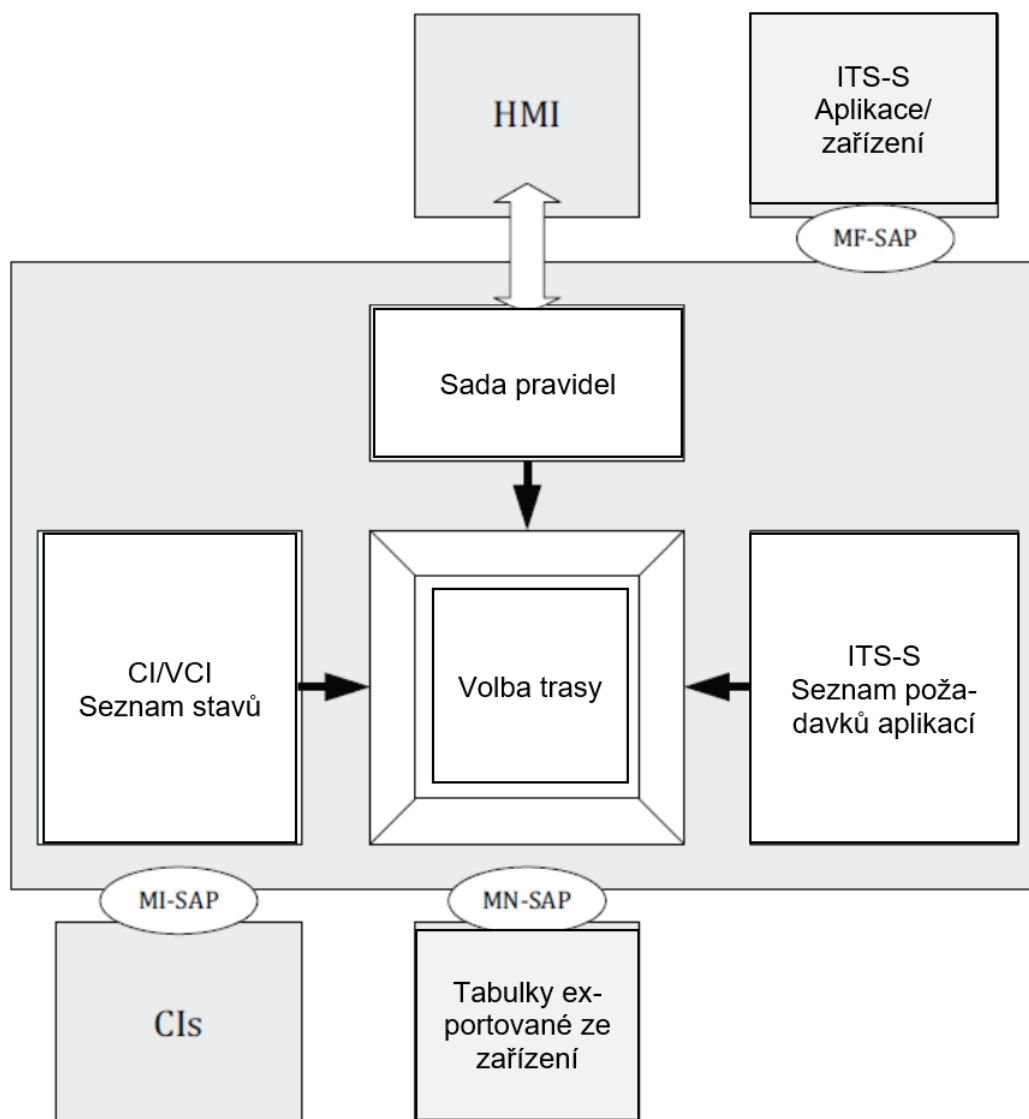 HMI
ITS-S
Aplikace/
zařízení
MF-SAP
Sada pravidel
CI/VCI
Seznam stavů
Volba trasy
ITS-S
Seznam poža-
davků aplikací
MI-SAP
MN-SAP
CIs
Tabulky ex-
portované ze
zařízení